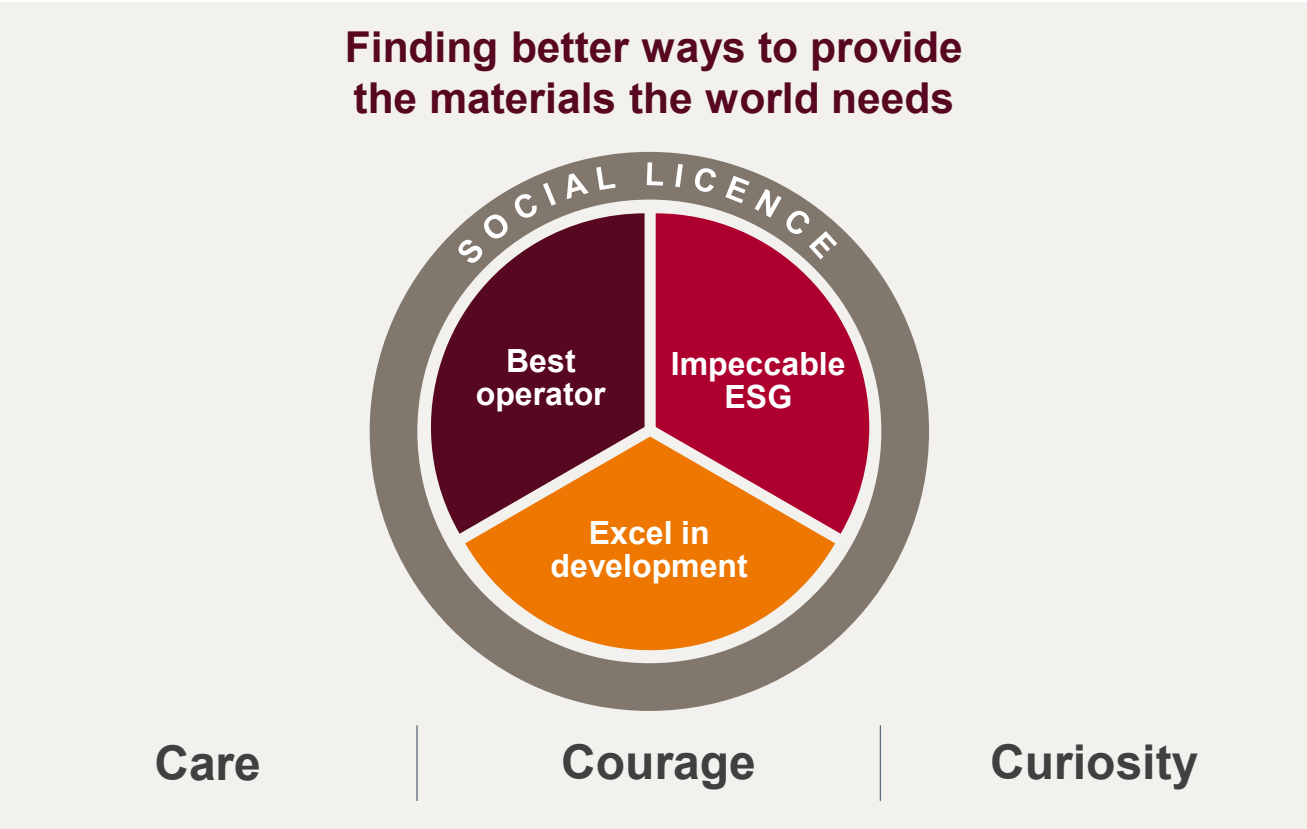 Finding better ways to provide
the materials the world needs
SOCIAL LICENCE
Best
operator
Impeccable
ESG
Excel in
development
Care
Courage
Curiosity